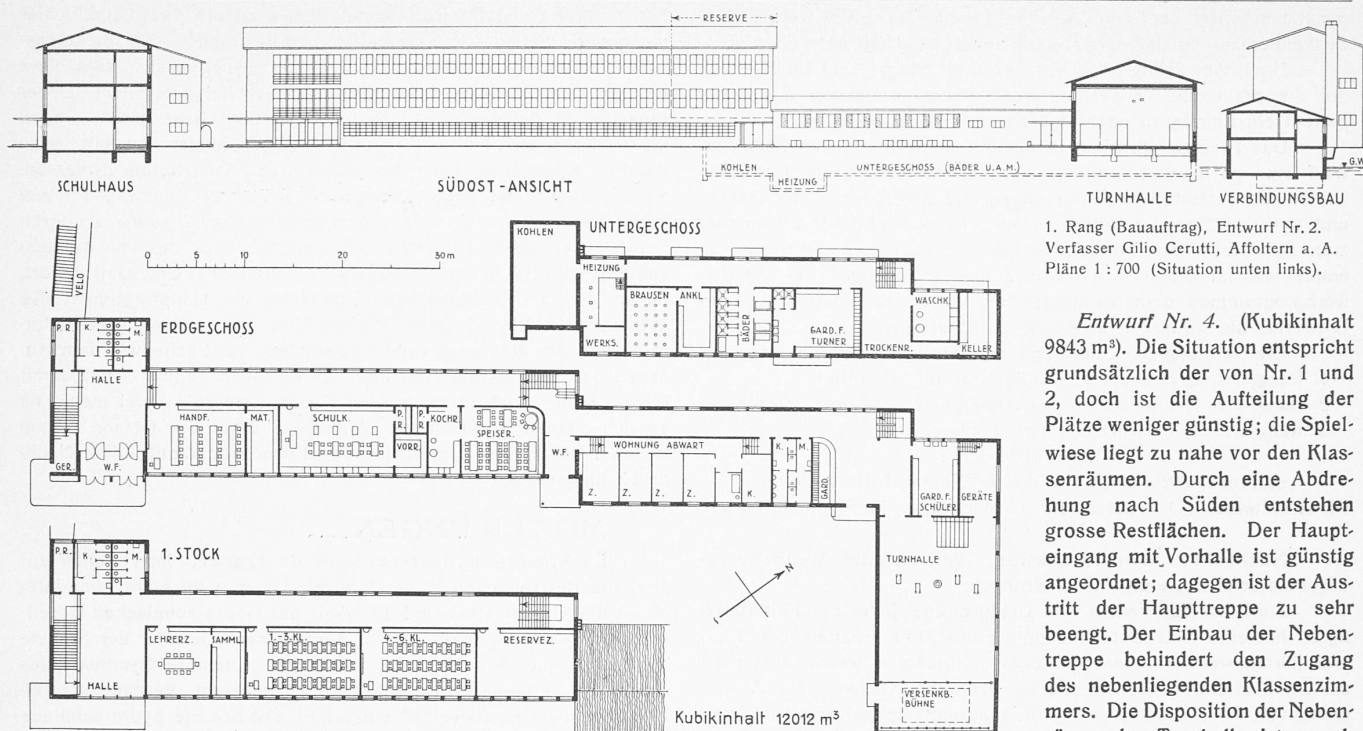 RESERVE
KOHLEN
HEIZUNG
UNTERGESCHOSS (BÄDER U.A.M.)
G.W.
SCHULHAUS
SÜDOST-ANSICHT
TURNHALLE
VERBINDUNGSBAU
1. Rang (Bauauftrag), Entwurf Nr. 2.
Verfasser Gilio Cerutti, Affoltern a. A.
Pläne 1 : 700 (Situation unten links).
VELO
0 5 10 20 30 m
UNTERGESCHOSS
KOHLEN
HEIZUNG
BRAUSEN
ANKL.
BÄDER
GARD. F.
TURNER
WASCHK.
WERKS.
TROCKENR.
KELLER
ERDGESCHOSS
P.R.
K.
M.
HALLE
HANDF.
MAT.
SCHULK
P.
R.
P.
R.
VORR.
KOCHR.
SPEISER.
GER.
W.F.
W.F.
WOHNUNG ABWART
Z.
Z.
Z.
Z.
K.
K.
M.
GARD.
GARD. F.
SCHÜLER
GERÄTE
TURNHALLE
VERSENKB.
BÜHNE
1. STOCK
P.R.
K.
M.
HALLE
LEHRERZ.
SAMML.
1.-3. KL.
4.-6. KL.
RESERVEZ.
N
Kubikinhalt 12012 m³
Entwurf Nr. 4. (Kubikinhalt
9843 m³). Die Situation entspricht
grundsätzlich der von Nr. 1 und
2, doch ist die Aufteilung der
Plätze weniger günstig; die Spiel-
wiese liegt zu nahe vor den Klas-
senräumen. Durch eine Abdre-
hung nach Süden entstehen
grosse Restflächen. Der Haupt-
eingang mit Vorhalle ist günstig
angeordnet; dagegen ist der Aus-
tritt der Haupttreppe zu sehr
beengt. Der Einbau der Neben-
treppe behindert den Zugang
des nebenliegenden Klassenzim-
mers. Die Disposition der Neben-